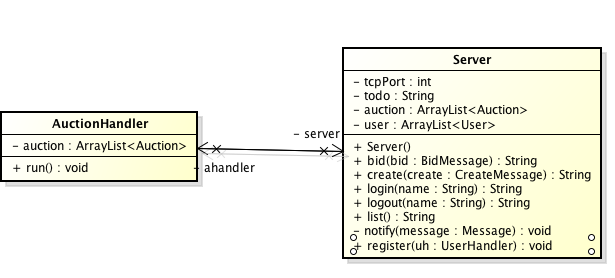 AuctionHandler
- auction : ArrayList<Auction>
+ run() : void
- server
- ahandler
Server
- tcpPort : int
- todo : String
- auction : ArrayList<Auction>
- user : ArrayList<User>
+ Server()
+ bid(bid : BidMessage) : String
+ create(create : CreateMessage) : String
+ login(name : String) : String
+ logout(name : String) : String
+ list() : String
- notify(message : Message) : void
+ register(uh : UserHandler) : void